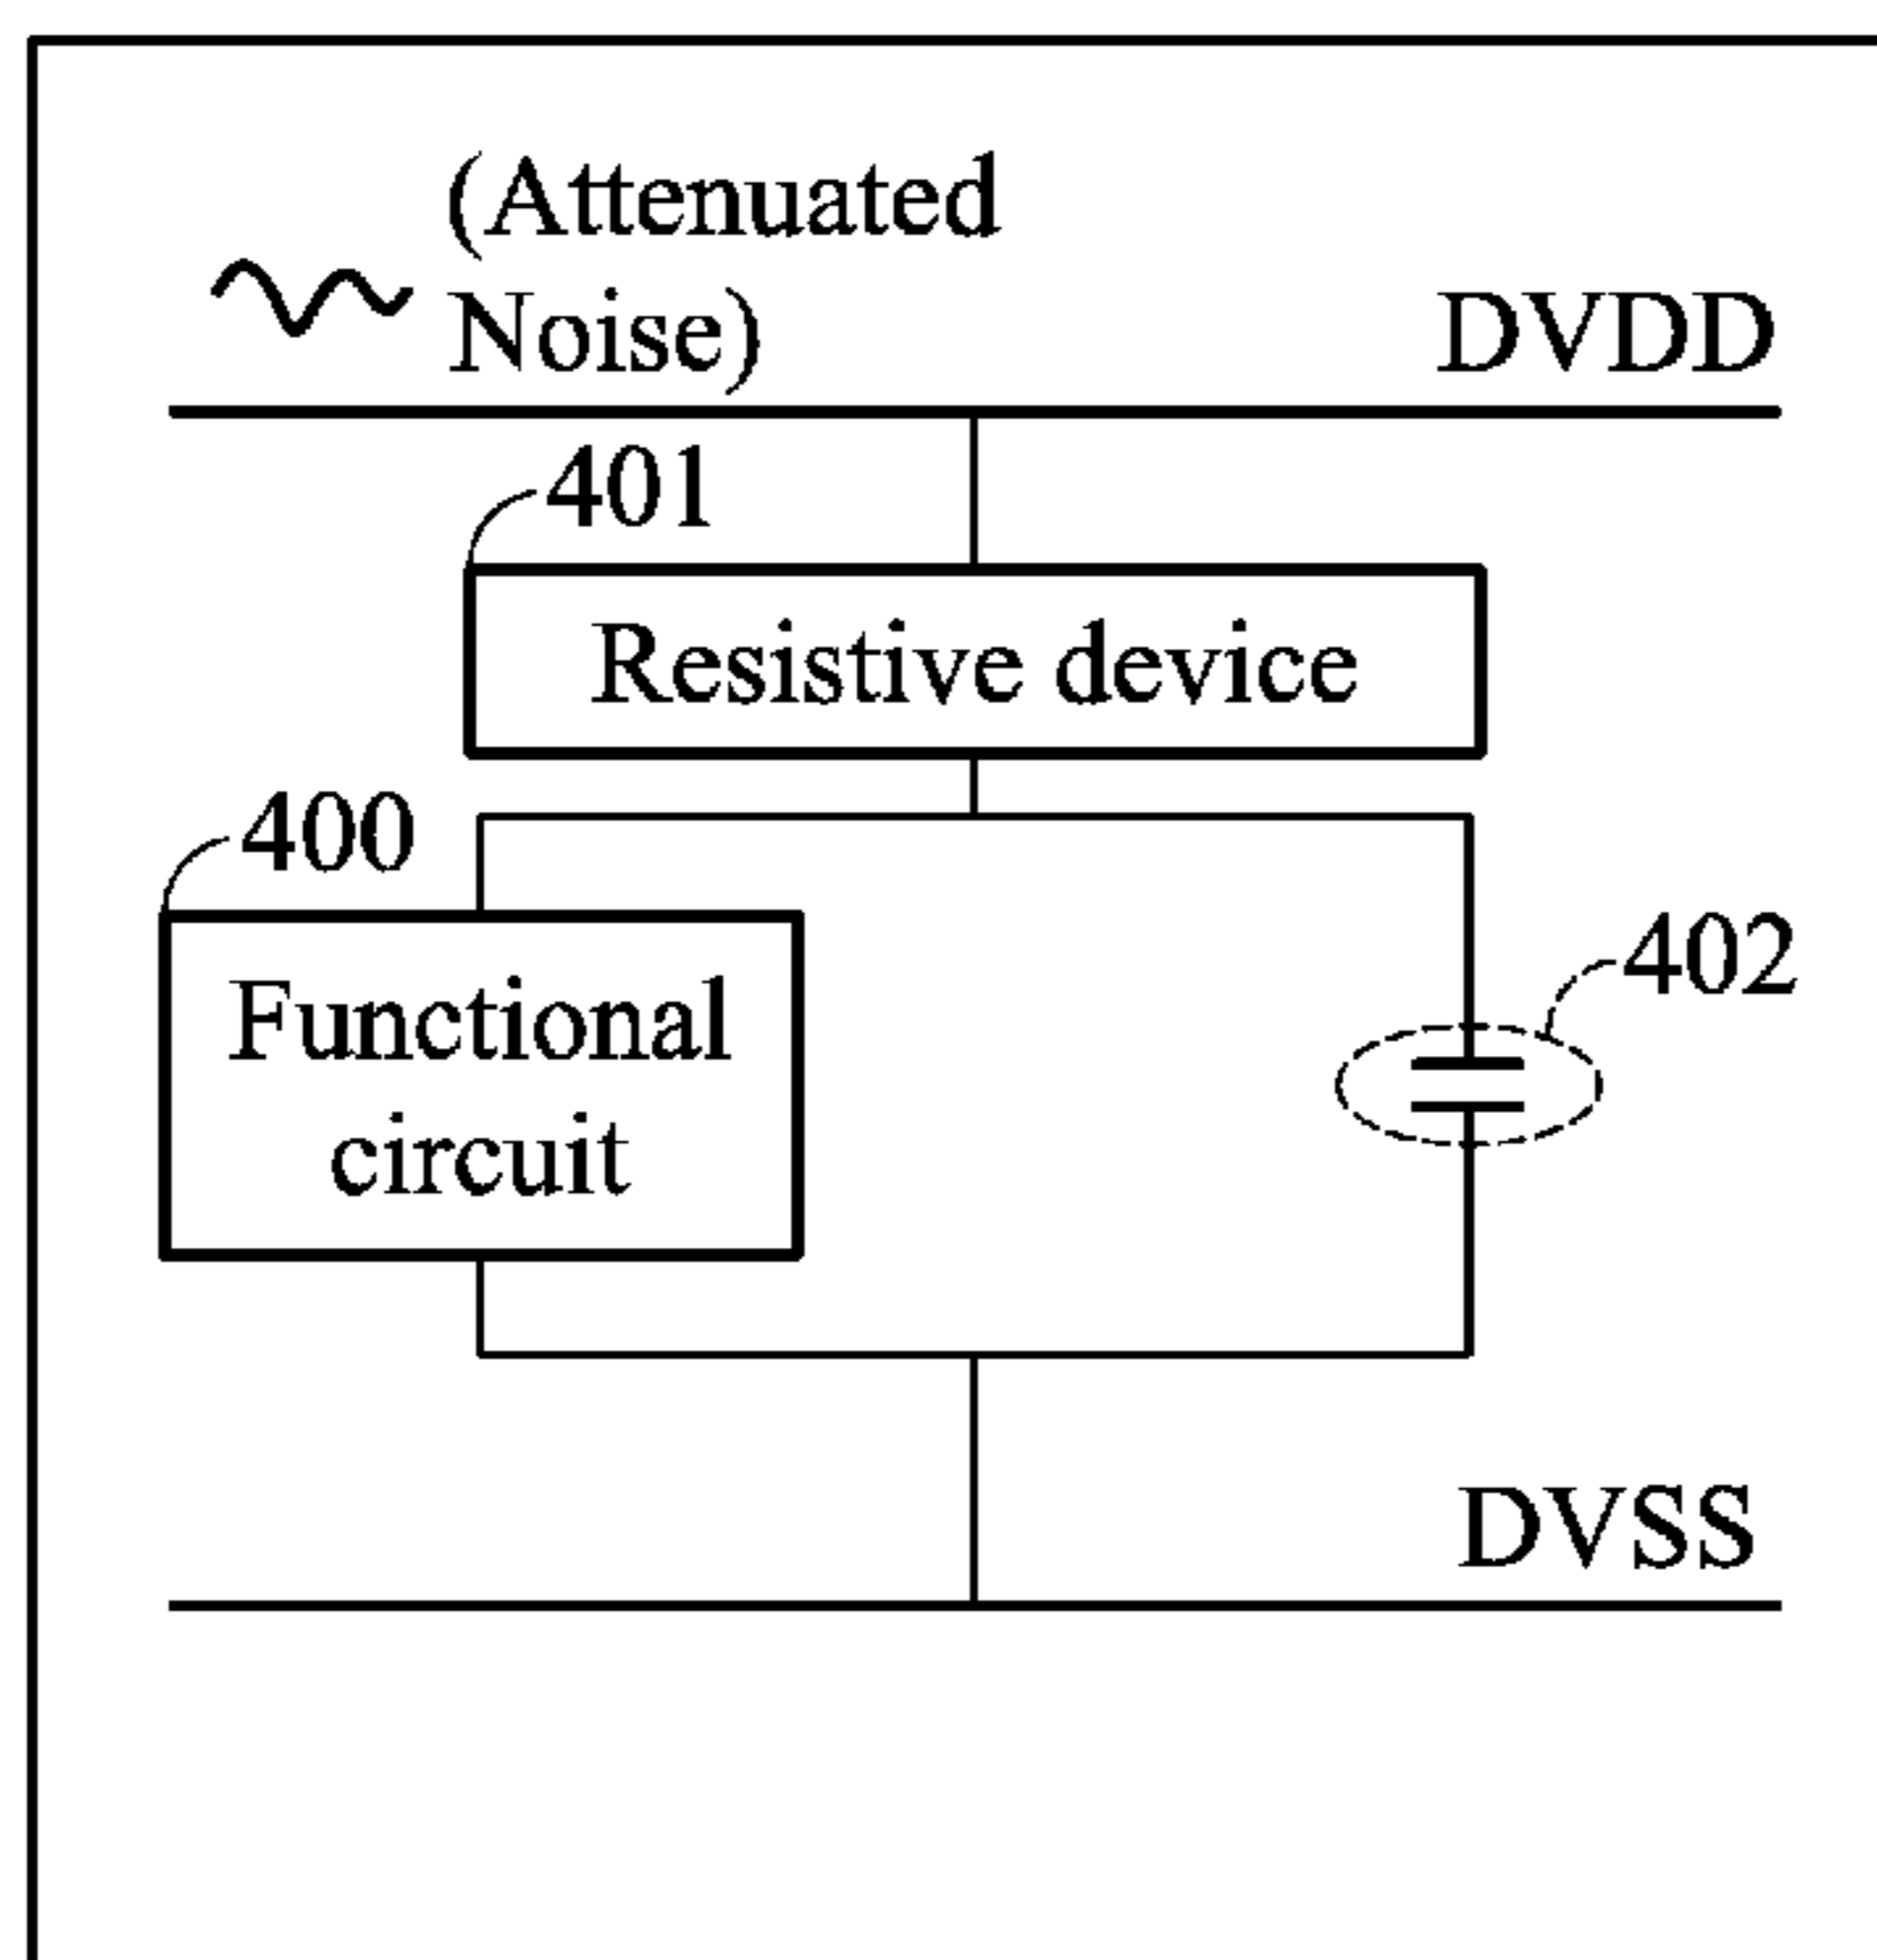 (Attenuated
Noise)
DVDD
401
Resistive device
400
Functional
circuit
402
DVSS